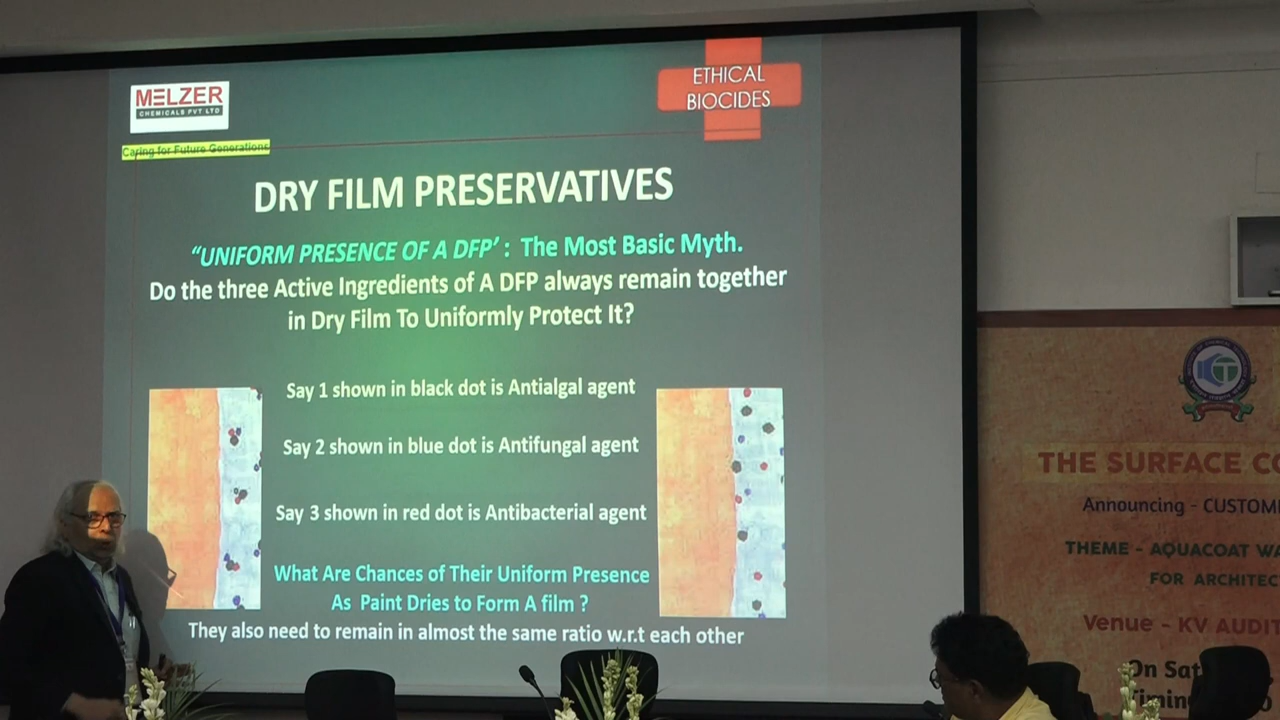 MELZER
CHEMICALS PVT LTD
Caring for Future Generations
ETHICAL
BIOCIDES
DRY FILM PRESERVATIVES
“UNIFORM PRESENCE OF A DFP’ : The Most Basic Myth.
Do the three Active Ingredients of A DFP always remain together
in Dry Film To Uniformly Protect It?
Say 1 shown in black dot is Antialgal agent
Say 2 shown in blue dot is Antifungal agent
Say 3 shown in red dot is Antibacterial agent
What Are Chances of Their Uniform Presence
As Paint Dries to Form A film ?
They also need to remain in almost the same ratio w.r.t each other
THE SURFACE CO
Announcing - CUSTOM
THEME - AQUACOAT WA
FOR ARCHITEC
Venue - KV AUDIT
On Sat